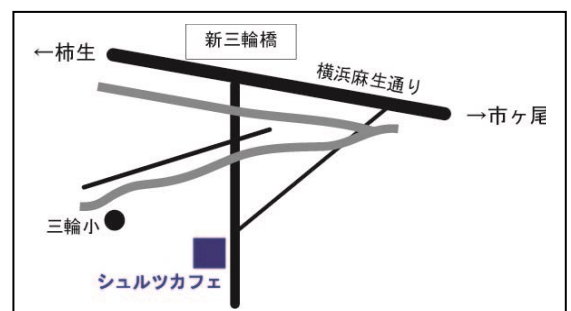 新三輪橋
←柿生
横浜麻生通り
→市ヶ尾
三輪小
シュルツカフェ